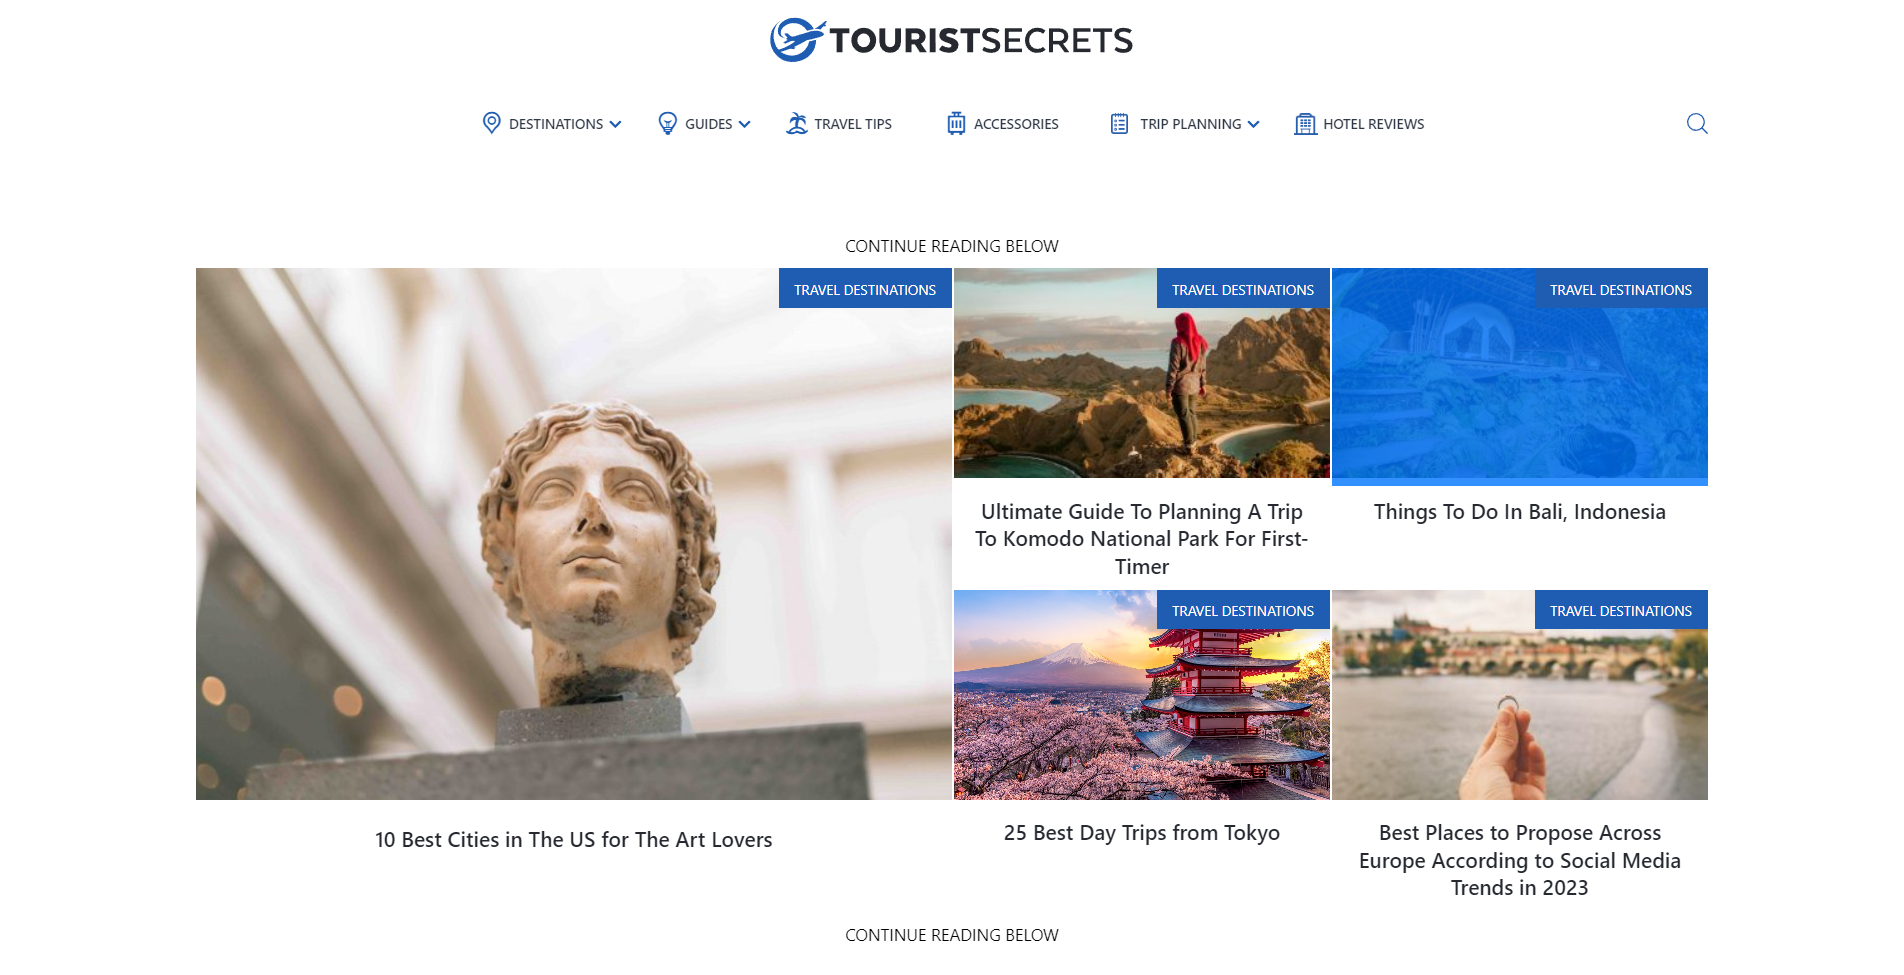 TOURISTSECRETS
DESTINATIONS
GUIDES
TRAVEL TIPS
ACCESSORIES
TRIP PLANNING
HOTEL REVIEWS
CONTINUE READING BELOW
TRAVEL DESTINATIONS
10 Best Cities in The US for The Art Lovers
TRAVEL DESTINATIONS
Ultimate Guide To Planning A Trip
To Komodo National Park For First-
Timer
TRAVEL DESTINATIONS
Things To Do In Bali, Indonesia
TRAVEL DESTINATIONS
25 Best Day Trips from Tokyo
TRAVEL DESTINATIONS
Best Places to Propose Across
Europe According to Social Media
Trends in 2023
CONTINUE READING BELOW